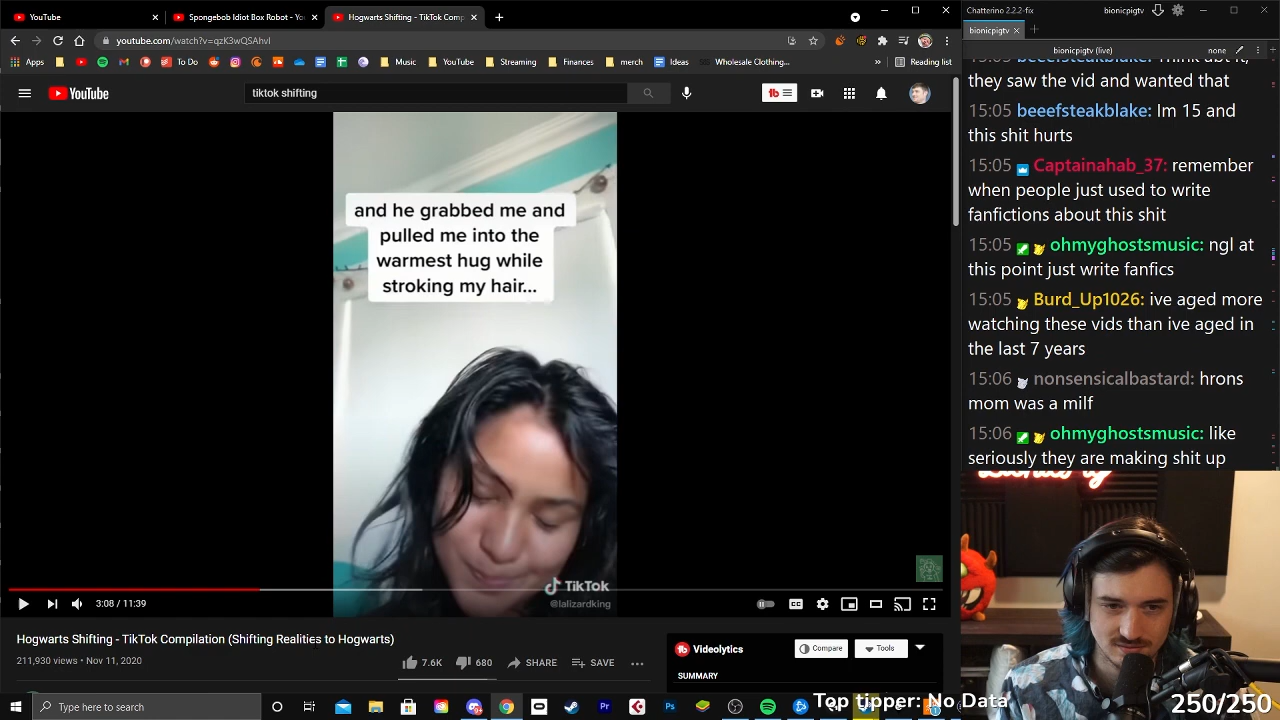 YouTube
Spongebob Idiot Box Robot - Yo
Hogwarts Shifting - TikTok Comp
youtube.com/watch?v=qzK3wQSAhvI
Apps
To Do
Music
YouTube
Streaming
Finances
merch
Ideas
Wholesale Clothing...
Reading list
YouTube
tiktok shifting
and he grabbed me and
pulled me into the
warmest hug while
stroking my hair...
TikTok
@lalizardking
3:08 / 11:39
Hogwarts Shifting - TikTok Compilation (Shifting Realities to Hogwarts)
211,930 views • Nov 11, 2020
7.6K
680
SHARE
SAVE
Videolytics
Compare
Tools
SUMMARY
Type here to search
Chatterino 2.2.2-fix
bionicpigtv
bionicpigtv
bionicpigtv (live)
none
they saw the vid and wanted that
15:05 beeefsteakblake: Im 15 and
this shit hurts
15:05 Captainahab_37: remember
when people just used to write
fanfictions about this shit
15:05 ohmyghostsmusic: ngl at
this point just write fanfics
15:05 Burd_Up1026: ive aged more
watching these vids than ive aged in
the last 7 years
15:06 nonsensicalbastard: hrons
mom was a milf
15:06 ohmyghostsmusic: like
seriously they are making shit up
Top tipper: No Data
250/250